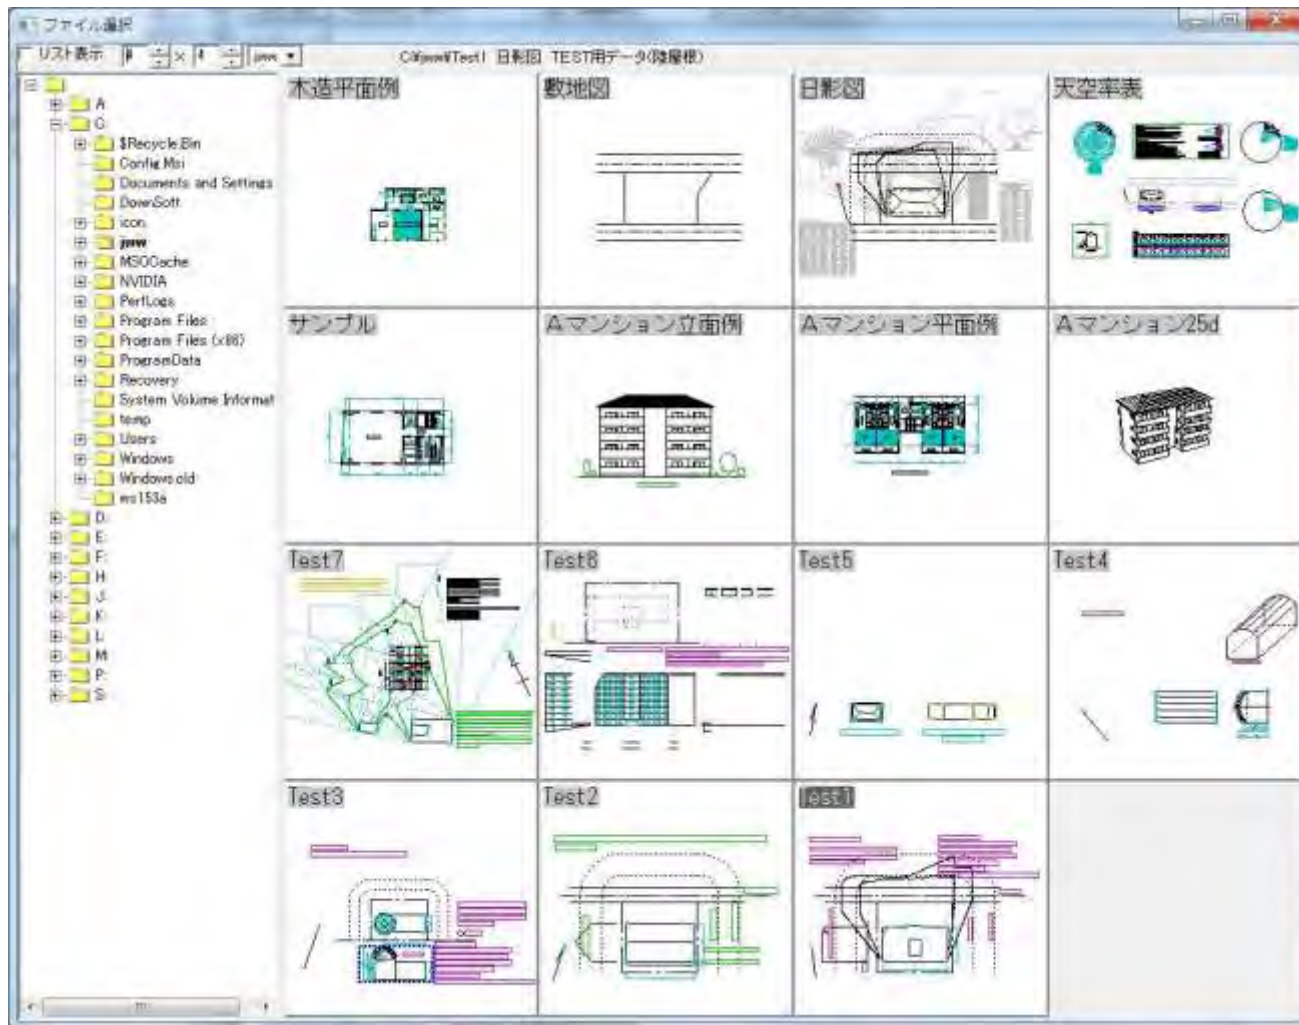 ファイル選択
リスト表示 × 4 jww C:¥jww¥Test1 日影図 TEST用データ(陸屋根)
A:
C:
$Recycle.Bin
Config.Msi
Documents and Settings
DownSoft
icon
jww
MSOCache
NVIDIA
PerfLogs
Program Files
Program Files (x86)
ProgramData
Recovery
System Volume Informat
temp
Users
Windows
Windows.old
ws153a
D:
E:
F:
H:
J:
K:
L:
M:
P:
S:
木造平面例 敷地図 日影図 天空率表
サンプル Aマンション立面例 Aマンション平面例 Aマンション25d
Test7 Test6 Test5 Test4
Test3 Test2 Test1